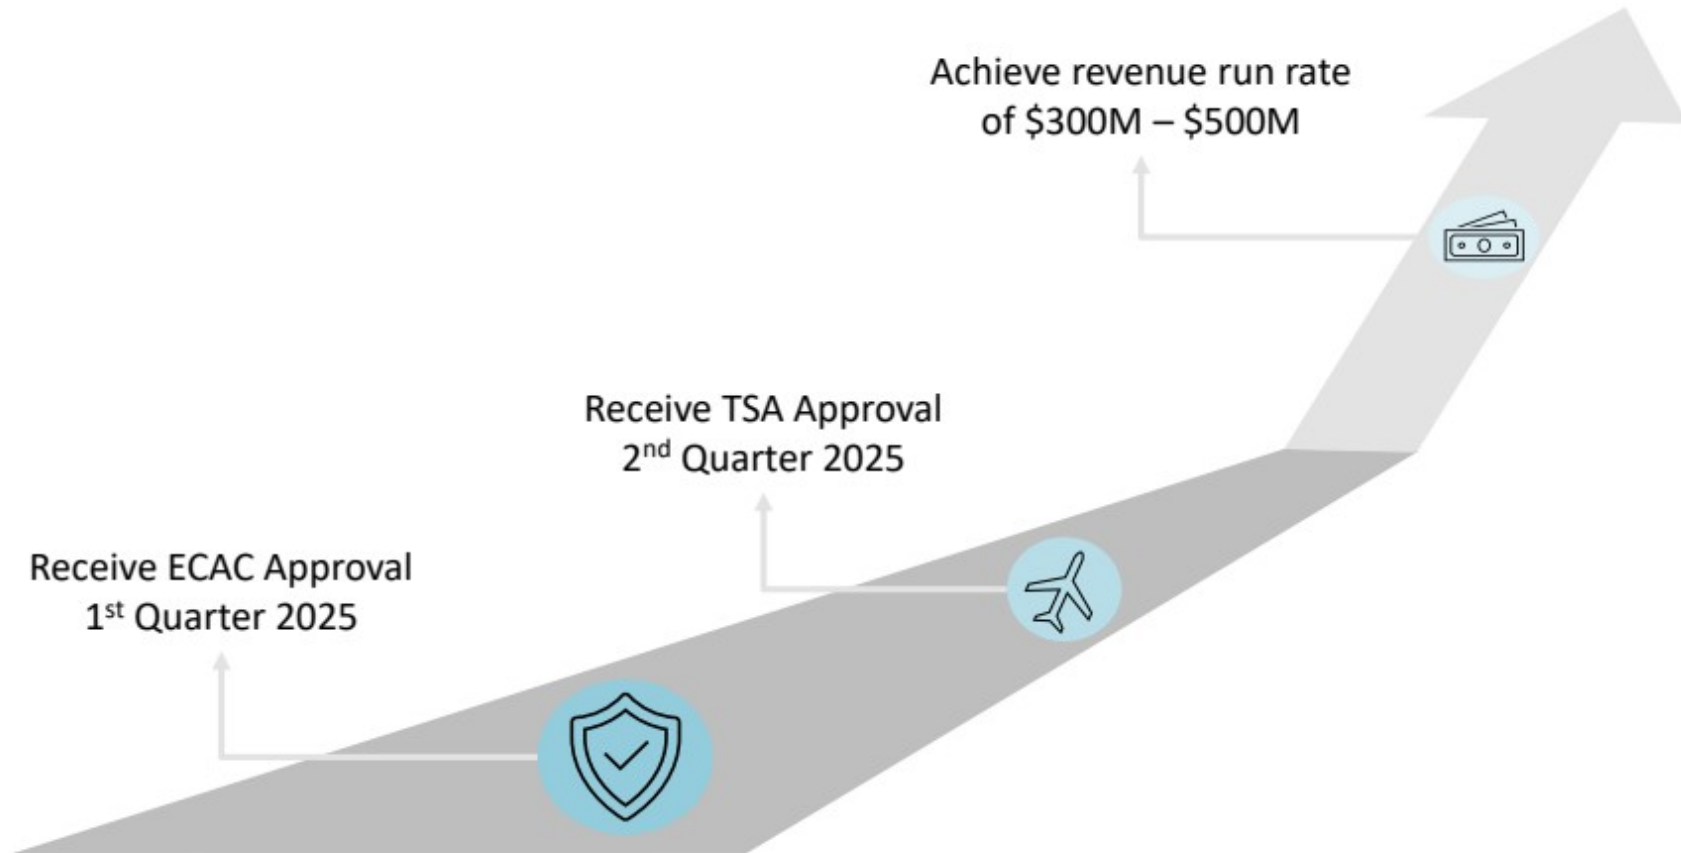 Achieve revenue run rate
of $300M – $500M
Receive TSA Approval
2nd Quarter 2025
Receive ECAC Approval
1st Quarter 2025